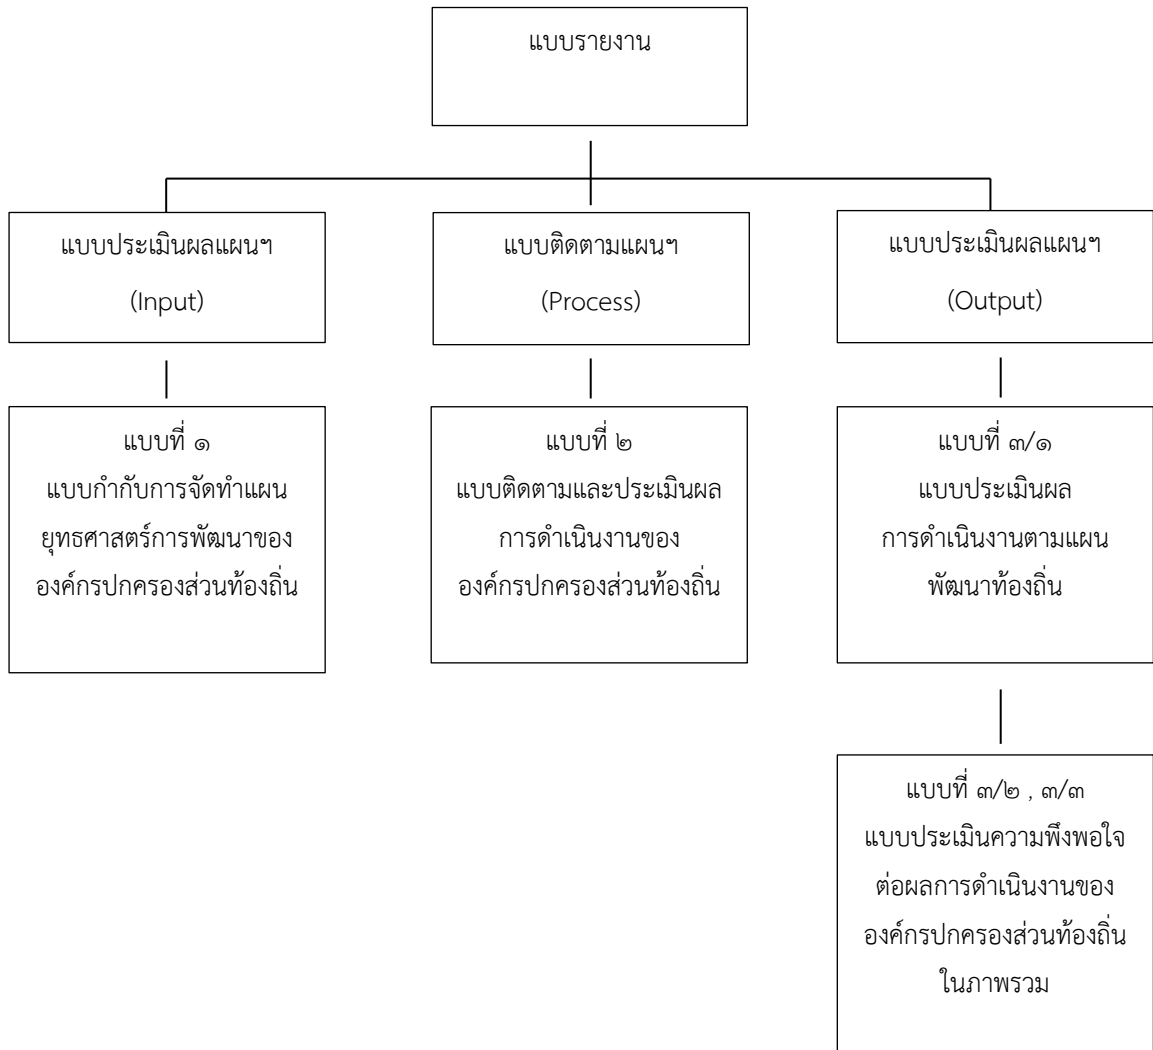 แบบรายงาน
แบบประเมินผลแผนฯ
(Input)
แบบติดตามแผนฯ
(Process)
แบบประเมินผลแผนฯ
(Output)
แบบที่ ๑
แบบกำกับการจัดทำแผน
ยุทธศาสตร์การพัฒนาของ
องค์กรปกครองส่วนท้องถิ่น
แบบที่ ๒
แบบติดตามและประเมินผล
การดำเนินงานของ
องค์กรปกครองส่วนท้องถิ่น
แบบที่ ๓/๑
แบบประเมินผล
การดำเนินงานตามแผน
พัฒนาท้องถิ่น
แบบที่ ๓/๒ , ๓/๓
แบบประเมินความพึงพอใจ
ต่อผลการดำเนินงานของ
องค์กรปกครองส่วนท้องถิ่น
ในภาพรวม